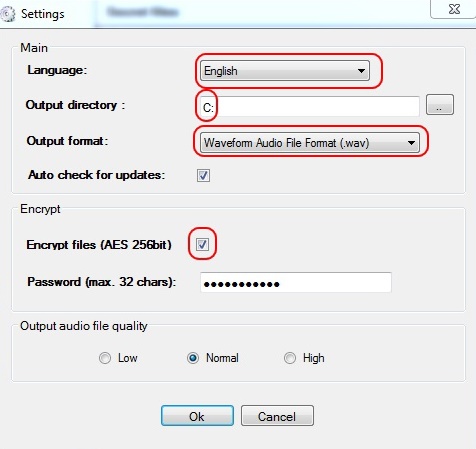 Settings
Main
Language:
English
Output directory :
C:
..
Output format:
Waveform Audio File Format (.wav)
Auto check for updates:
Encrypt
Encrypt files (AES 256bit)
Password (max. 32 chars):
●●●●●●●●●●●
Output audio file quality
Low Normal High
Ok Cancel